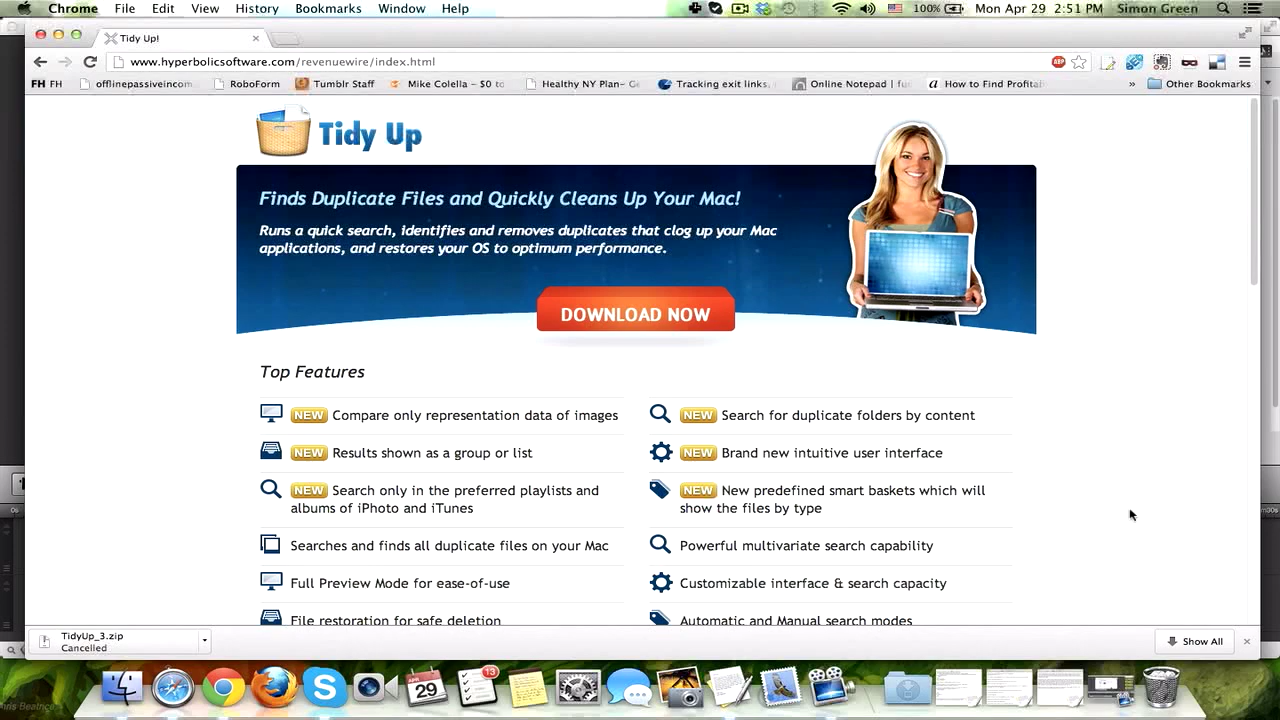 Chrome File Edit View History Bookmarks Window Help 100% Mon Apr 29 2:51 PM Simon Green
Tidy Up!
www.hyperbolicsoftware.com/revenuewire/index.html
ABP
FH FH offlinepassiveincom RoboForm Tumblr Staff Mike Colella – $0 to Healthy NY Plan– Ge Tracking exit links, Online Notepad | fu a How to Find Profitab » Other Bookmarks
Tidy Up
Finds Duplicate Files and Quickly Cleans Up Your Mac!
Runs a quick search, identifies and removes duplicates that clog up your Mac
applications, and restores your OS to optimum performance.
DOWNLOAD NOW
Top Features
NEW Compare only representation data of images
NEW Search for duplicate folders by content
NEW Results shown as a group or list
NEW Brand new intuitive user interface
NEW Search only in the preferred playlists and
albums of iPhoto and iTunes
NEW New predefined smart baskets which will
show the files by type
Searches and finds all duplicate files on your Mac
Powerful multivariate search capability
Full Preview Mode for ease-of-use
Customizable interface & search capacity
File restoration for safe deletion
Automatic and Manual search modes
TidyUp_3.zip
Cancelled
Show All
APR
29
13
hris Beatrice